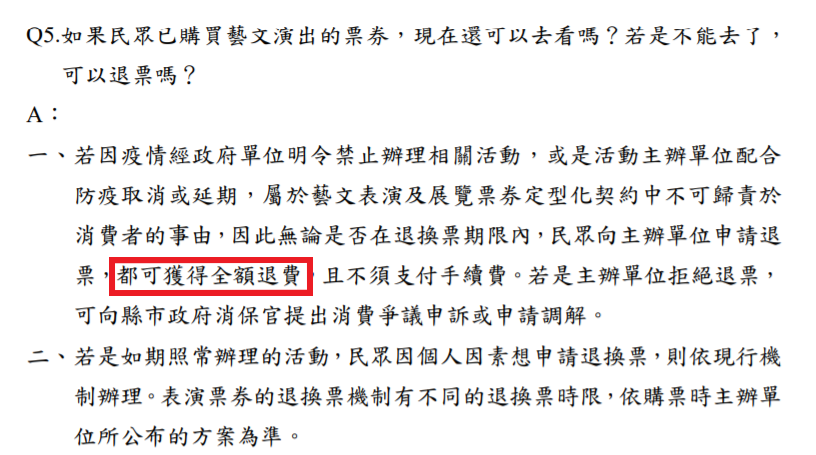 Q5.如果民眾已購買藝文演出的票券，現在還可以去看嗎？若是不能去了，
可以退票嗎？
A：
一、若因疫情經政府單位明令禁止辦理相關活動，或是活動主辦單位配合
防疫取消或延期，屬於藝文表演及展覽票券定型化契約中不可歸責於
消費者的事由，因此無論是否在退換票期限內，民眾向主辦單位申請退
票，都可獲得全額退費，且不須支付手續費。若是主辦單位拒絕退票，
可向縣市政府消保官提出消費爭議申訴或申請調解。
二、若是如期照常辦理的活動，民眾因個人因素想申請退換票，則依現行機
制辦理。表演票券的退換票機制有不同的退換票時限，依購票時主辦單
位所公布的方案為準。